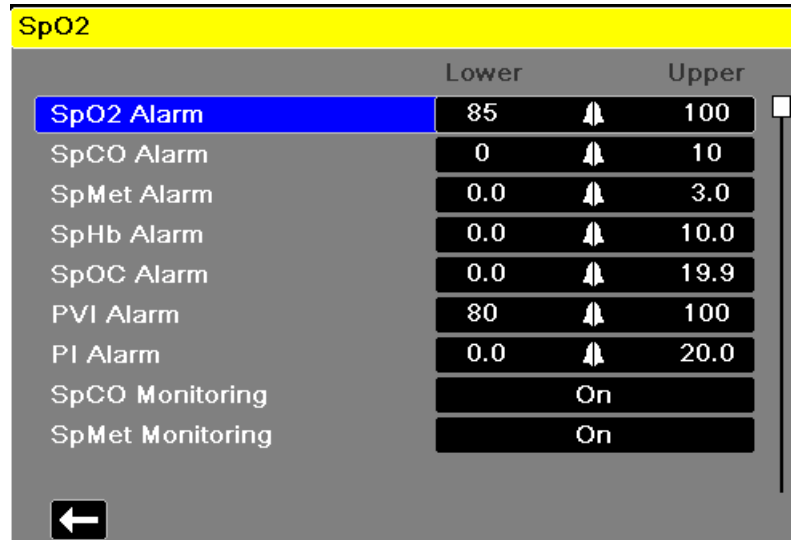 SpO2
Lower Upper
SpO2 Alarm 85 100
SpCO Alarm 0 10
SpMet Alarm 0.0 3.0
SpHb Alarm 0.0 10.0
SpOC Alarm 0.0 19.9
PVI Alarm 80 100
PI Alarm 0.0 20.0
SpCO Monitoring On
SpMet Monitoring On